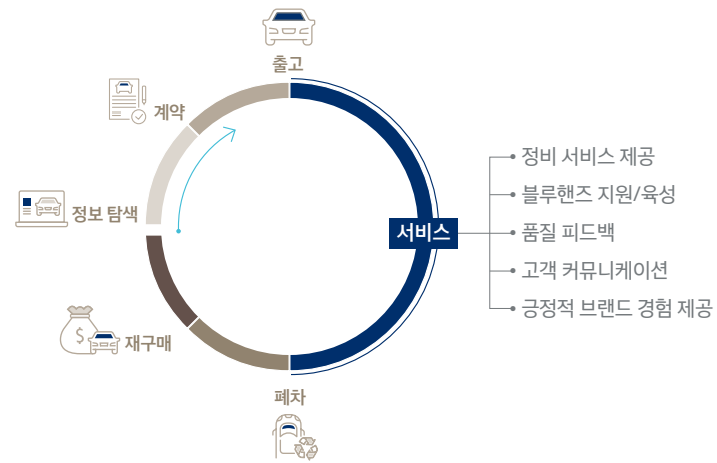 출고
계약
정보 탐색
재구매
폐차
서비스
정비 서비스 제공
블루핸즈 지원/육성
품질 피드백
고객 커뮤니케이션
긍정적 브랜드 경험 제공
$